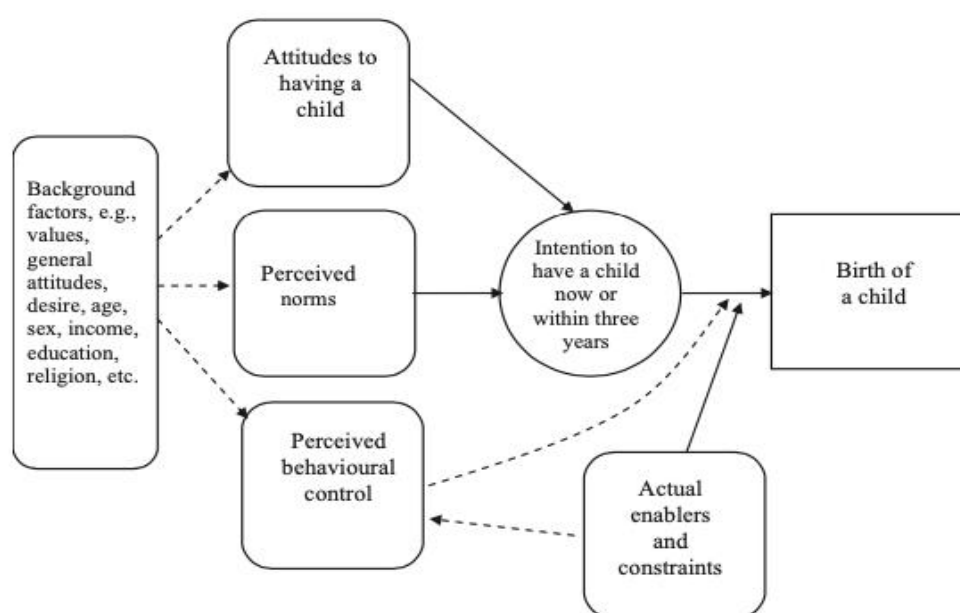 Attitudes to
having a
child
Background
factors, e.g.,
values,
general
attitudes,
desire, age,
sex, income,
education,
religion, etc.
Perceived
norms
Intention to
have a child
now or
within three
years
Birth of
a child
Perceived
behavioural
control
Actual
enablers
and
constraints